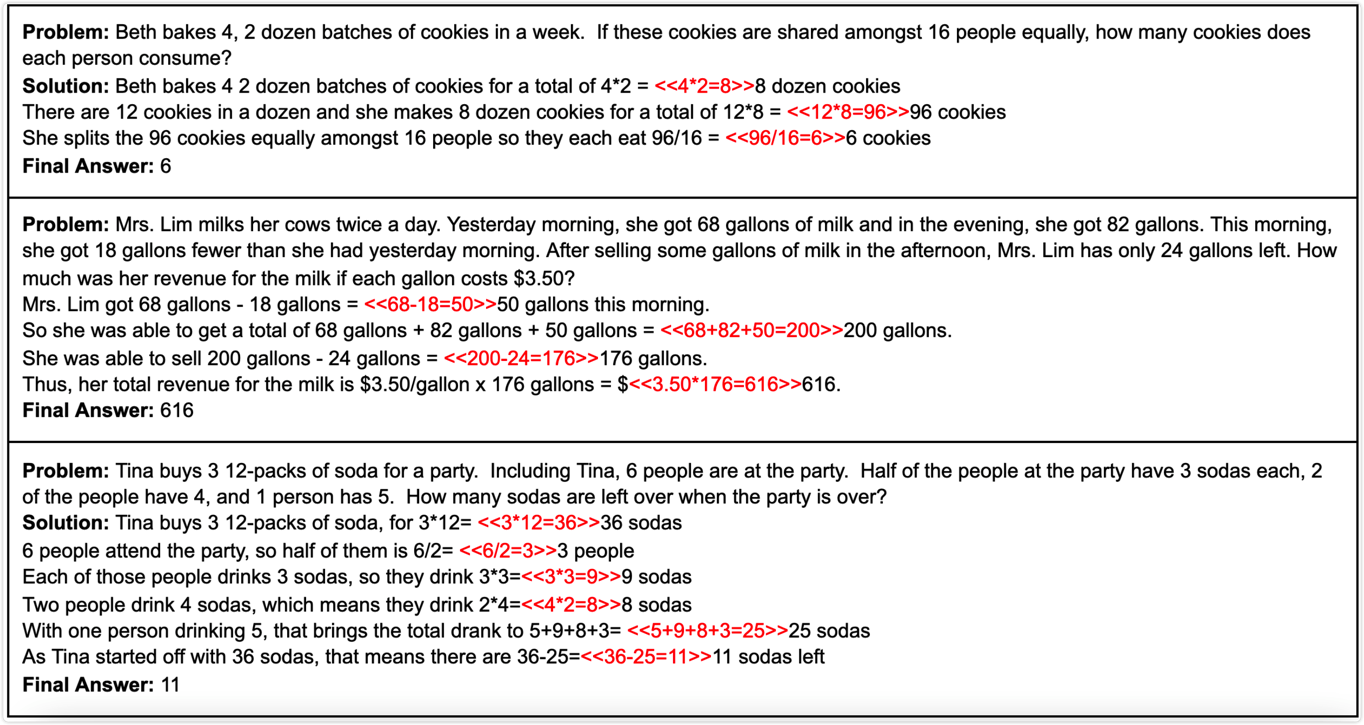 Problem: Beth bakes 4, 2 dozen batches of cookies in a week.  If these cookies are shared amongst 16 people equally, how many cookies does
each person consume?
Solution: Beth bakes 4 2 dozen batches of cookies for a total of 4*2 = <<4*2=8>>8 dozen cookies
There are 12 cookies in a dozen and she makes 8 dozen cookies for a total of 12*8 = <<12*8=96>>96 cookies
She splits the 96 cookies equally amongst 16 people so they each eat 96/16 = <<96/16=6>>6 cookies
Final Answer: 6
Problem: Mrs. Lim milks her cows twice a day. Yesterday morning, she got 68 gallons of milk and in the evening, she got 82 gallons. This morning,
she got 18 gallons fewer than she had yesterday morning. After selling some gallons of milk in the afternoon, Mrs. Lim has only 24 gallons left. How
much was her revenue for the milk if each gallon costs $3.50?
Mrs. Lim got 68 gallons - 18 gallons = <<68-18=50>>50 gallons this morning.
So she was able to get a total of 68 gallons + 82 gallons + 50 gallons = <<68+82+50=200>>200 gallons.
She was able to sell 200 gallons - 24 gallons = <<200-24=176>>176 gallons.
Thus, her total revenue for the milk is $3.50/gallon x 176 gallons = $<<3.50*176=616>>616.
Final Answer: 616
Problem: Tina buys 3 12-packs of soda for a party.  Including Tina, 6 people are at the party.  Half of the people at the party have 3 sodas each, 2
of the people have 4, and 1 person has 5.  How many sodas are left over when the party is over?
Solution: Tina buys 3 12-packs of soda, for 3*12= <<3*12=36>>36 sodas
6 people attend the party, so half of them is 6/2= <<6/2=3>>3 people
Each of those people drinks 3 sodas, so they drink 3*3=<<3*3=9>>9 sodas
Two people drink 4 sodas, which means they drink 2*4=<<4*2=8>>8 sodas
With one person drinking 5, that brings the total drank to 5+9+8+3= <<5+9+8+3=25>>25 sodas
As Tina started off with 36 sodas, that means there are 36-25=<<36-25=11>>11 sodas left
Final Answer: 11